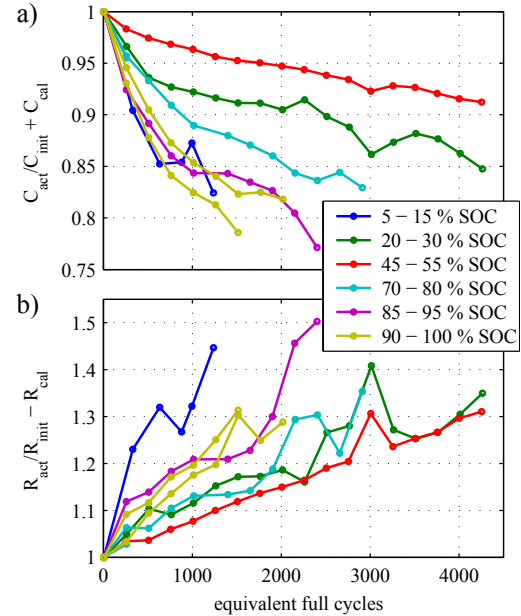 a)
1
0.95
0.9
0.85
0.8
0.75
C_act/C_init + C_cal
5 – 15 % SOC
20 – 30 % SOC
45 – 55 % SOC
70 – 80 % SOC
85 – 95 % SOC
90 – 100 % SOC
b)
1.5
1.4
1.3
1.2
1.1
1
R_act/R_init – R_cal
0 1000 2000 3000 4000
equivalent full cycles